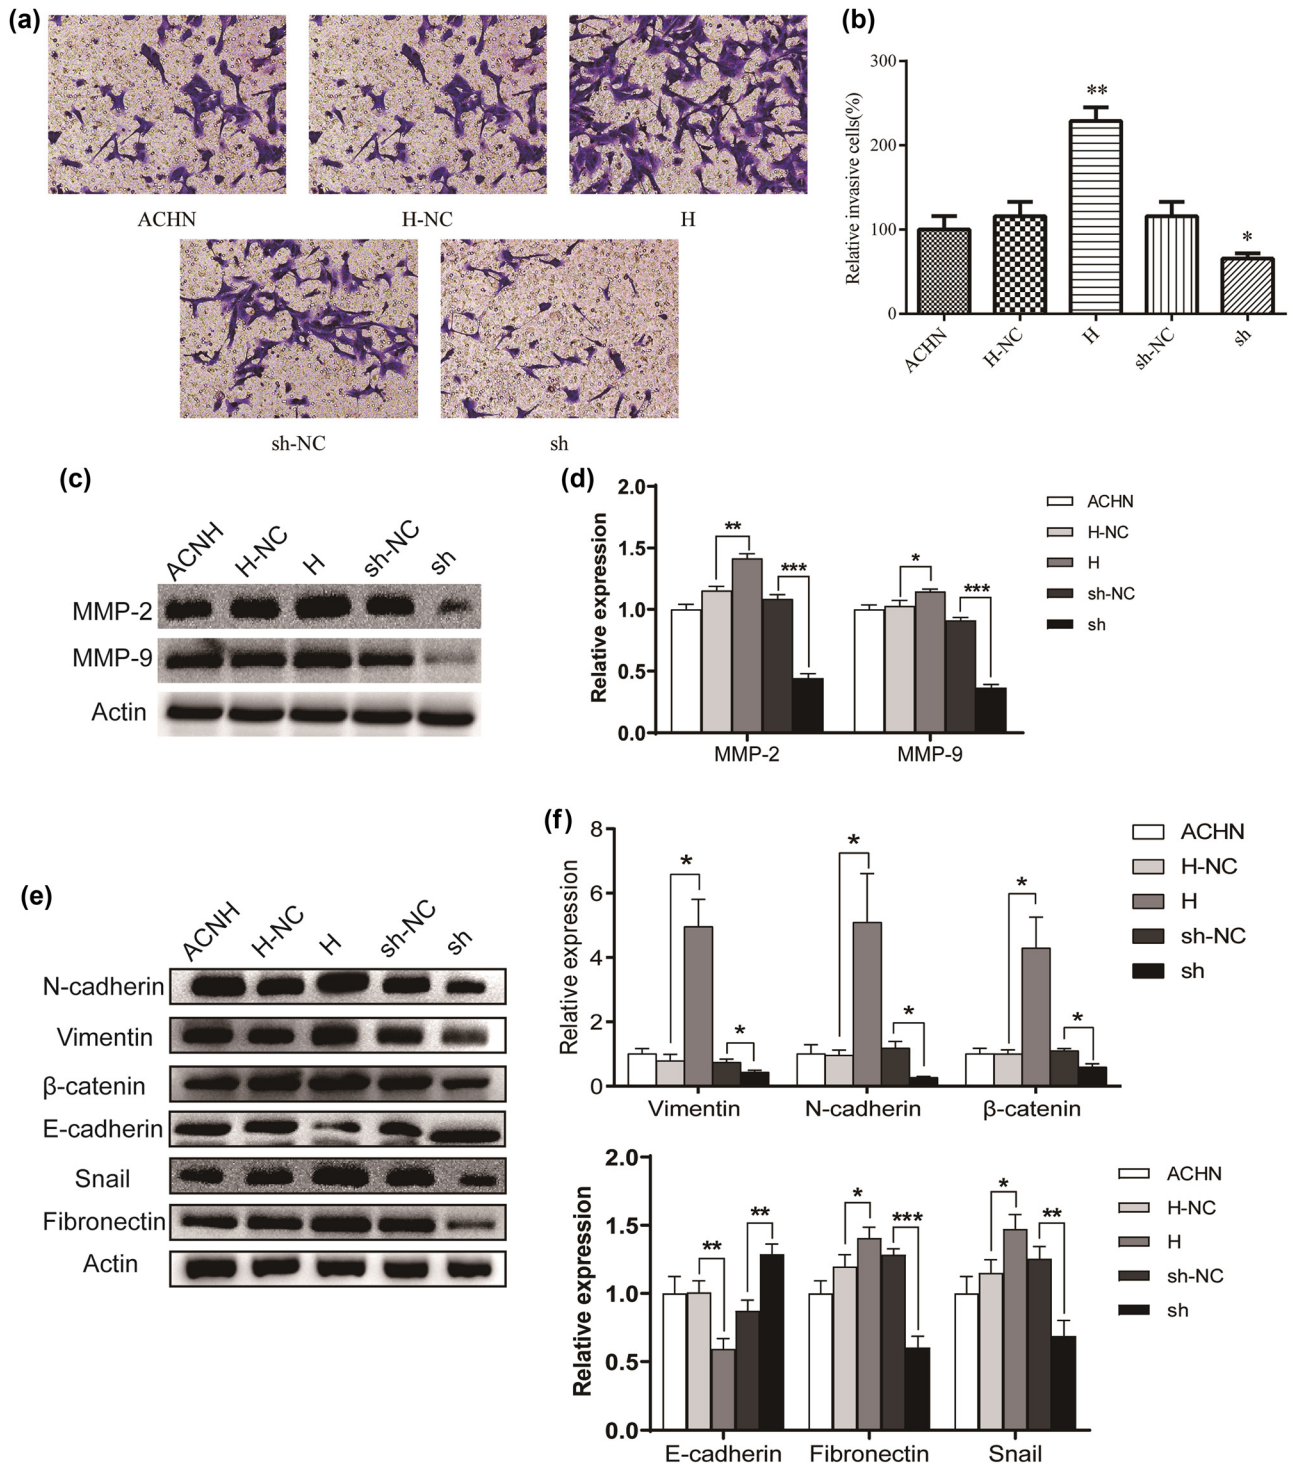 (a)
ACHN H-NC H
sh-NC sh
(b)
Relative invasive cells(%)
300
200
100
0
**
*
ACHN H-NC H sh-NC sh
(c)
ACNH H-NC H sh-NC sh
MMP-2
MMP-9
Actin
(d)
Relative expression
2.0
1.5
1.0
0.5
0.0
** *** * ***
MMP-2 MMP-9
ACHN
H-NC
H
sh-NC
sh
(e)
ACNH H-NC H sh-NC sh
N-cadherin
Vimentin
β-catenin
E-cadherin
Snail
Fibronectin
Actin
(f)
Relative expression
8
6
4
2
0
* * * * * *
Vimentin N-cadherin β-catenin
ACHN
H-NC
H
sh-NC
sh
Relative expression
2.0
1.5
1.0
0.5
0.0
** ** * *** * **
E-cadherin Fibronectin Snail
ACHN
H-NC
H
sh-NC
sh